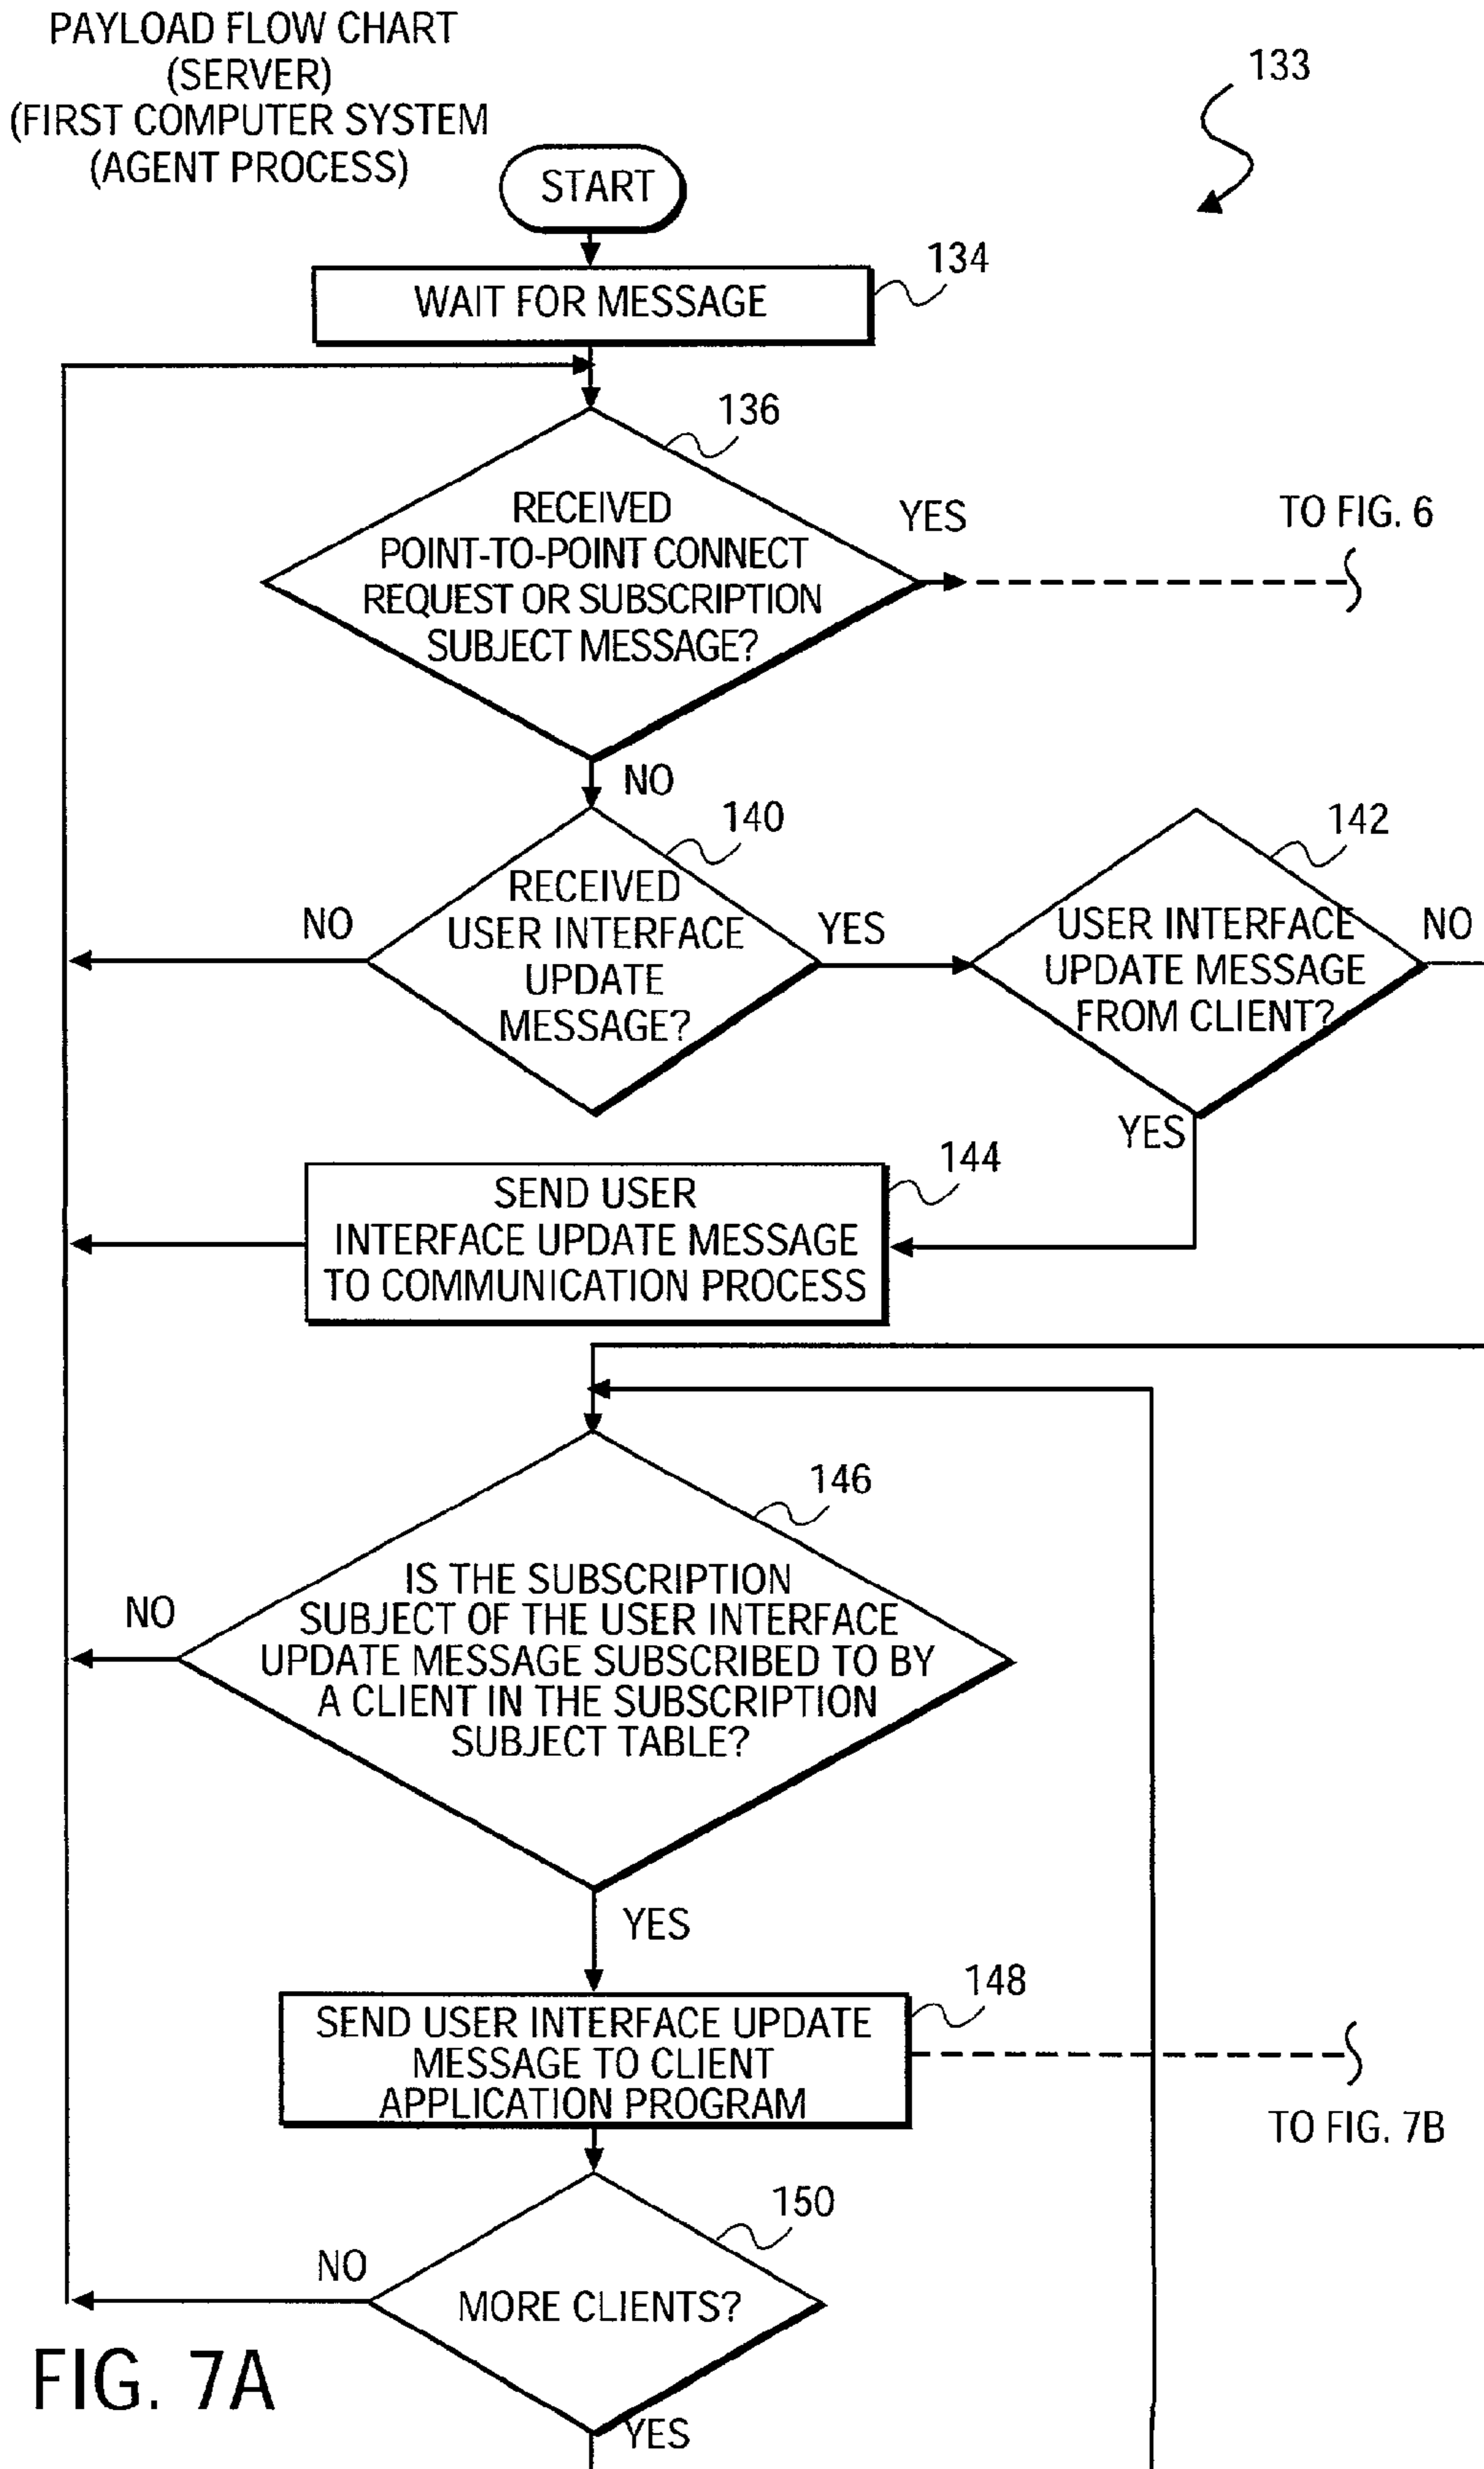 PAYLOAD FLOW CHART
(SERVER)
(FIRST COMPUTER SYSTEM
(AGENT PROCESS)
133
START
134
WAIT FOR MESSAGE
136
RECEIVED
POINT-TO-POINT CONNECT
REQUEST OR SUBSCRIPTION
SUBJECT MESSAGE?
YES
TO FIG. 6
NO
140
RECEIVED
USER INTERFACE
UPDATE
MESSAGE?
NO
YES
142
USER INTERFACE
UPDATE MESSAGE
FROM CLIENT?
NO
YES
144
SEND USER
INTERFACE UPDATE MESSAGE
TO COMMUNICATION PROCESS
146
IS THE SUBSCRIPTION
SUBJECT OF THE USER INTERFACE
UPDATE MESSAGE SUBSCRIBED TO BY
A CLIENT IN THE SUBSCRIPTION
SUBJECT TABLE?
NO
YES
148
SEND USER INTERFACE UPDATE
MESSAGE TO CLIENT
APPLICATION PROGRAM
TO FIG. 7B
150
NO
MORE CLIENTS?
YES
FIG. 7A